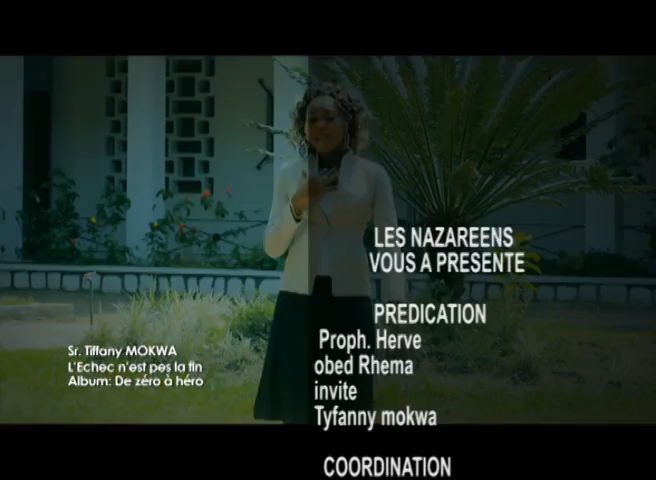 LES NAZAREENS
VOUS A PRESENTE
PREDICATION
Proph. Herve
obed Rhema
invite
Tyfanny mokwa
COORDINATION
Sr. Tiffany MOKWA
L'Echec n'est pas la fin
Album: De zéro à héro